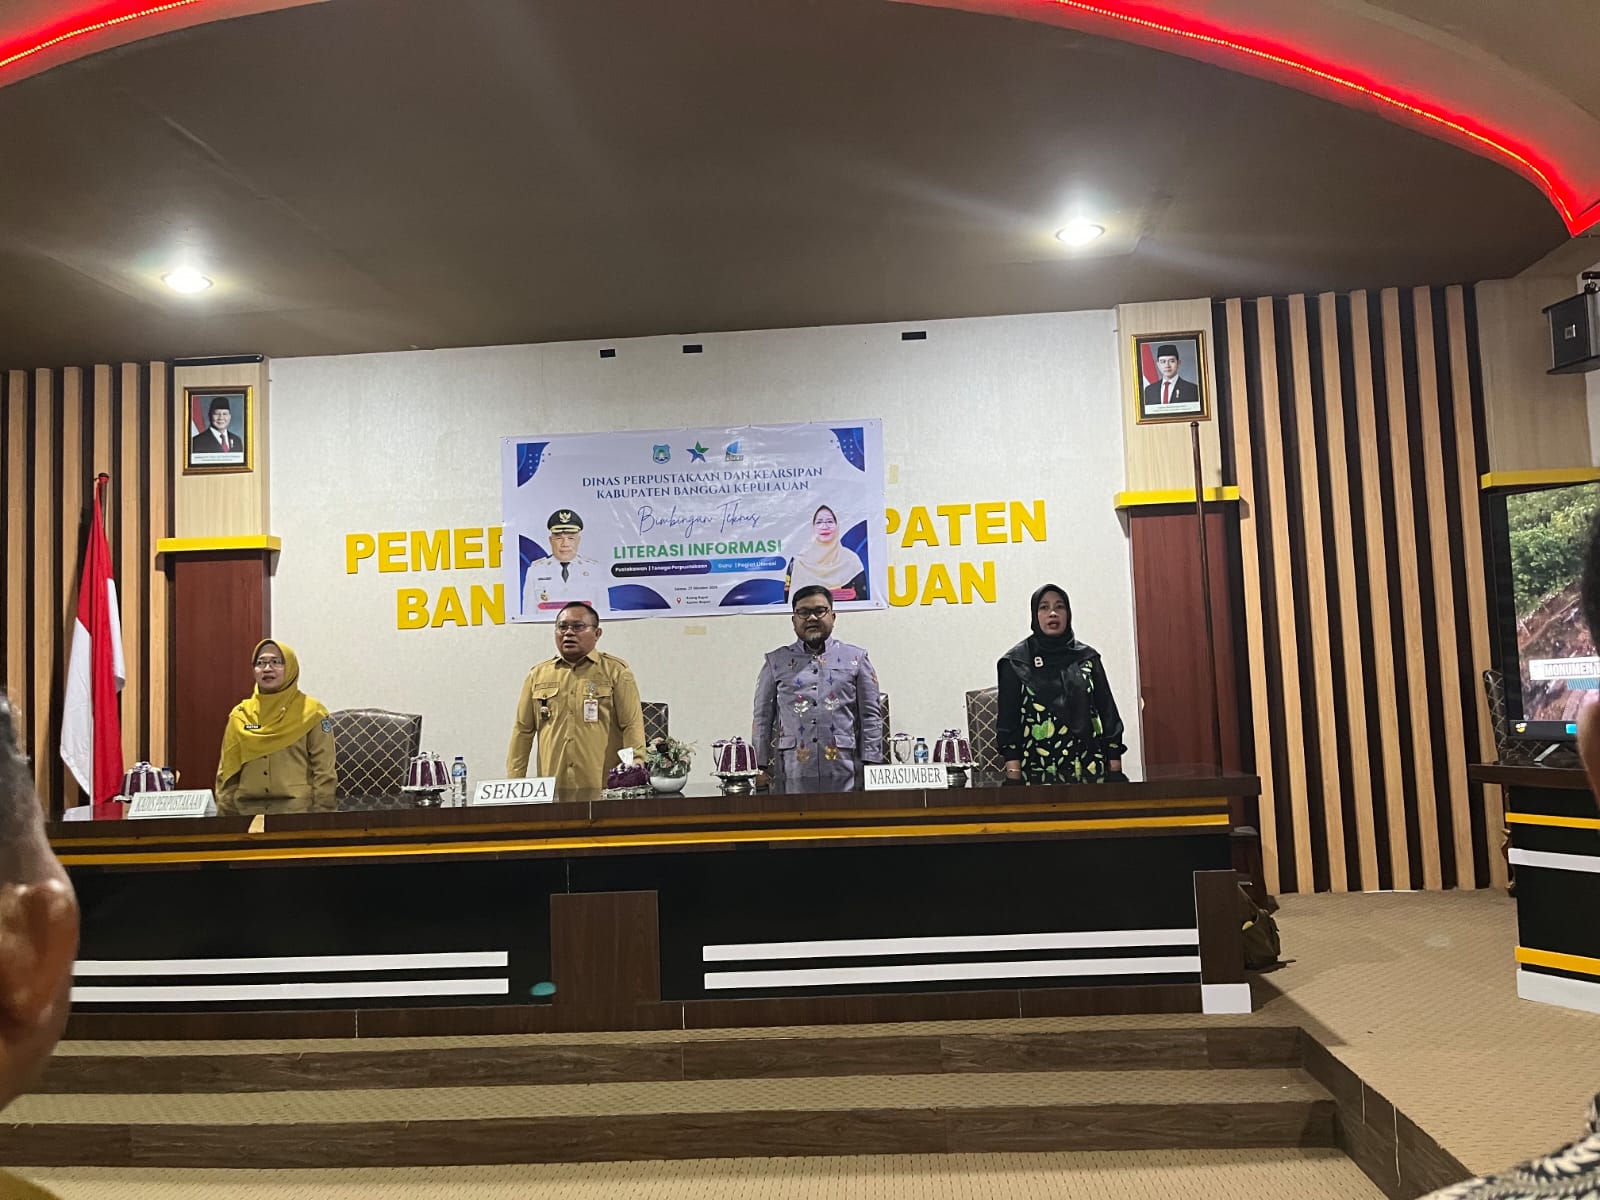 DINAS PERPUSTAKAAN DAN KEARSIPAN
KABUPATEN BANGGAI KEPULAUAN
Bimbingan Teknis
LITERASI INFORMASI
Pustakawan | Tenaga Perpustakaan Guru | Pegiat Literasi
PEMER PATEN
BAN UAN
KADIS PERPUSTAKAAN
SEKDA
NARASUMBER
MONUMEN